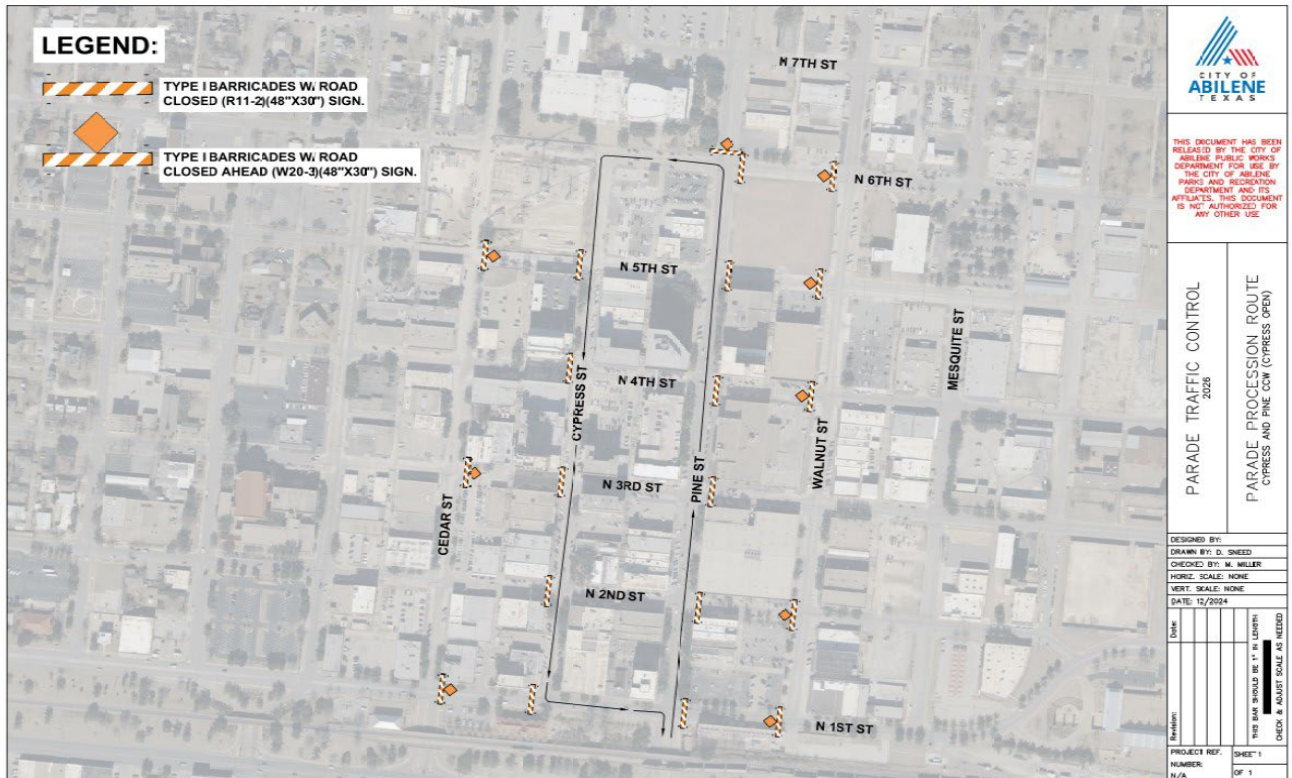 LEGEND:
TYPE I BARRICADES W/ ROAD
CLOSED (R11-2)(48"X30") SIGN.
TYPE I BARRICADES W/ ROAD
CLOSED AHEAD (W20-3)(48"X30") SIGN.
N 7TH ST
N 6TH ST
N 5TH ST
N 4TH ST
N 3RD ST
N 2ND ST
N 1ST ST
CEDAR ST
CYPRESS ST
PINE ST
WALNUT ST
MESQUITE ST
CITY OF
ABILENE
TEXAS
THIS DOCUMENT HAS BEEN
RELEASED BY THE CITY OF
ABILENE PUBLIC WORKS
DEPARTMENT FOR USE BY
THE CITY OF ABILENE
PARKS AND RECREATION
DEPARTMENT AND ITS
AFFILIATES. THIS DOCUMENT
IS NOT AUTHORIZED FOR
ANY OTHER USE
PARADE TRAFFIC CONTROL
2026
PARADE PROCESSION ROUTE
CYPRESS AND PINE CCW (CYPRESS OPEN)
DESIGNED BY:
DRAWN BY: D. SNEED
CHECKED BY: M. MILLER
HORIZ. SCALE: NONE
VERT. SCALE: NONE
DATE: 12/2024
Date:
Revision:
THIS BAR SHOULD BE 1" IN LENGTH
CHECK & ADJUST SCALE AS NEEDED
PROJECT REF.
NUMBER:
N/A
SHEET 1
OF 1